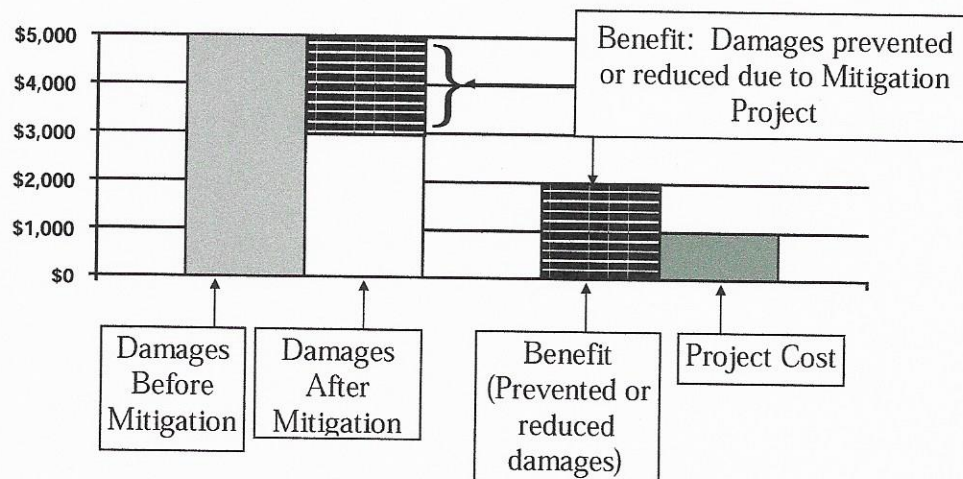 $5,000
$4,000
$3,000
$2,000
$1,000
$0
Benefit: Damages prevented
or reduced due to Mitigation
Project
Damages
Before
Mitigation
Damages
After
Mitigation
Benefit
(Prevented or
reduced
damages)
Project Cost